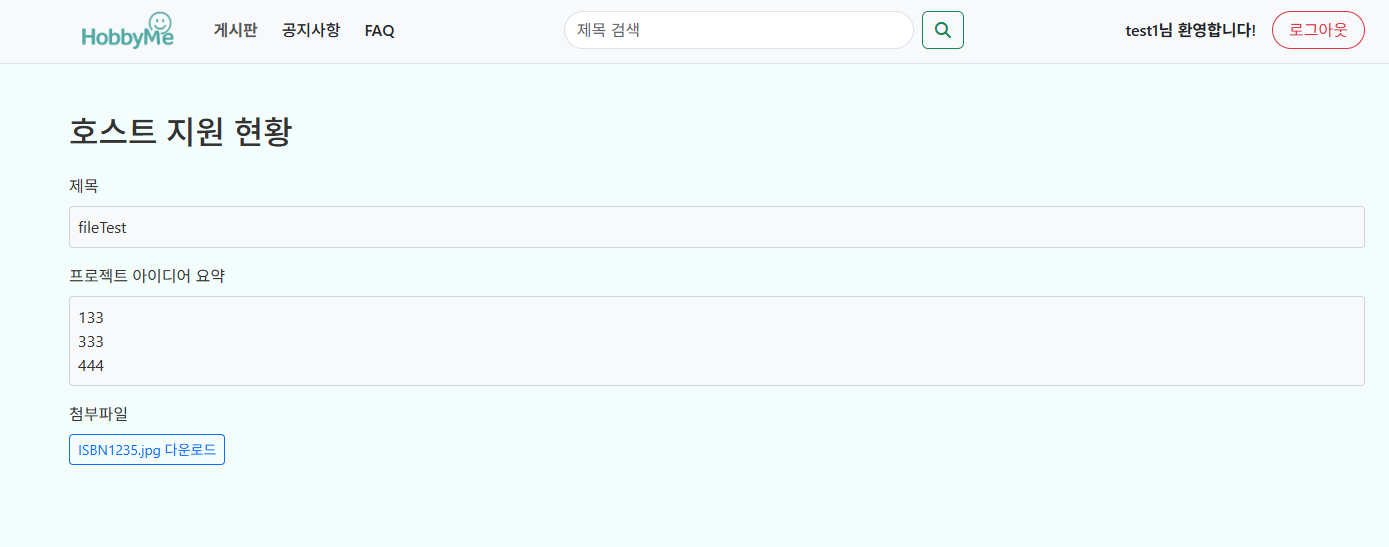 HobbyMe 게시판 공지사항 FAQ 제목 검색 test1님 환영합니다! 로그아웃
호스트 지원 현황
제목
fileTest
프로젝트 아이디어 요약
133
333
444
첨부파일
ISBN1235.jpg 다운로드